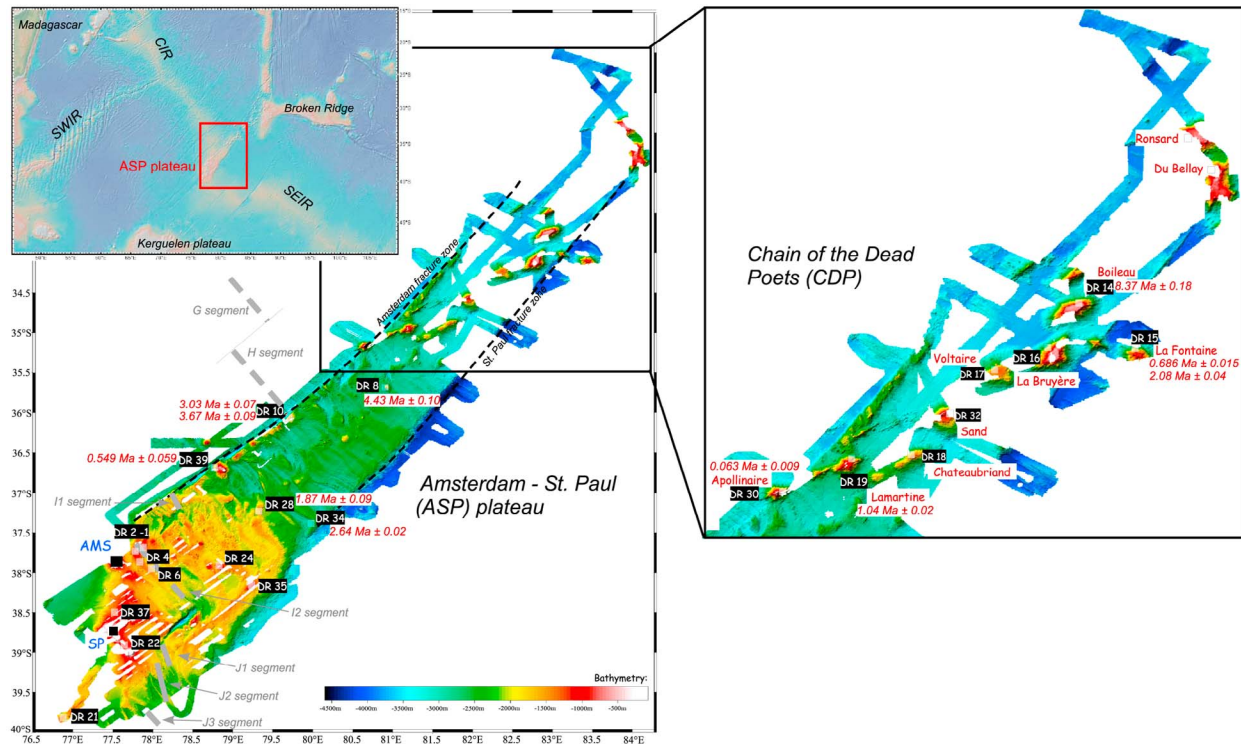 Madagascar
CIR
SWIR
Broken Ridge
ASP plateau
SEIR
Kerguelen plateau
Amsterdam fracture zone
St. Paul fracture zone
34.5S
35°S
35.5S
36°S
36.5S
37°S
37.5S
38°S
38.5S
39°S
39.5S
40°S
G segment
H segment
DR 8
4.43 Ma ± 0.10
3.03 Ma ± 0.07
3.67 Ma ± 0.09
DR 10
0.549 Ma ± 0.059
DR 39
I1 segment
1.87 Ma ± 0.09
DR 28
DR 34
2.64 Ma ± 0.02
Amsterdam - St. Paul
(ASP) plateau
DR 2 -1
AMS
DR 4
DR 6
DR 24
DR 35
I2 segment
DR 37
SP
DR 22
J1 segment
J2 segment
J3 segment
DR 21
Bathymetry:
-4500m -4000m -3500m -3000m -2500m -2000m -1500m -1000m -500m
76.5 77°E 77.5 78°E 78.5 79°E 79.5 80°E 80.5 81°E 81.5 82°E 82.5 83°E 83.5 84°E
Ronsard
Du Bellay
Chain of the Dead
Poets (CDP)
Boileau
DR 14
8.37 Ma ± 0.18
DR 15
La Fontaine
0.686 Ma ± 0.015
2.08 Ma ± 0.04
Voltaire
DR 16
DR 17
La Bruyère
DR 32
Sand
DR 18
Chateaubriand
0.063 Ma ± 0.009
Apollinaire
DR 30
DR 19
Lamartine
1.04 Ma ± 0.02